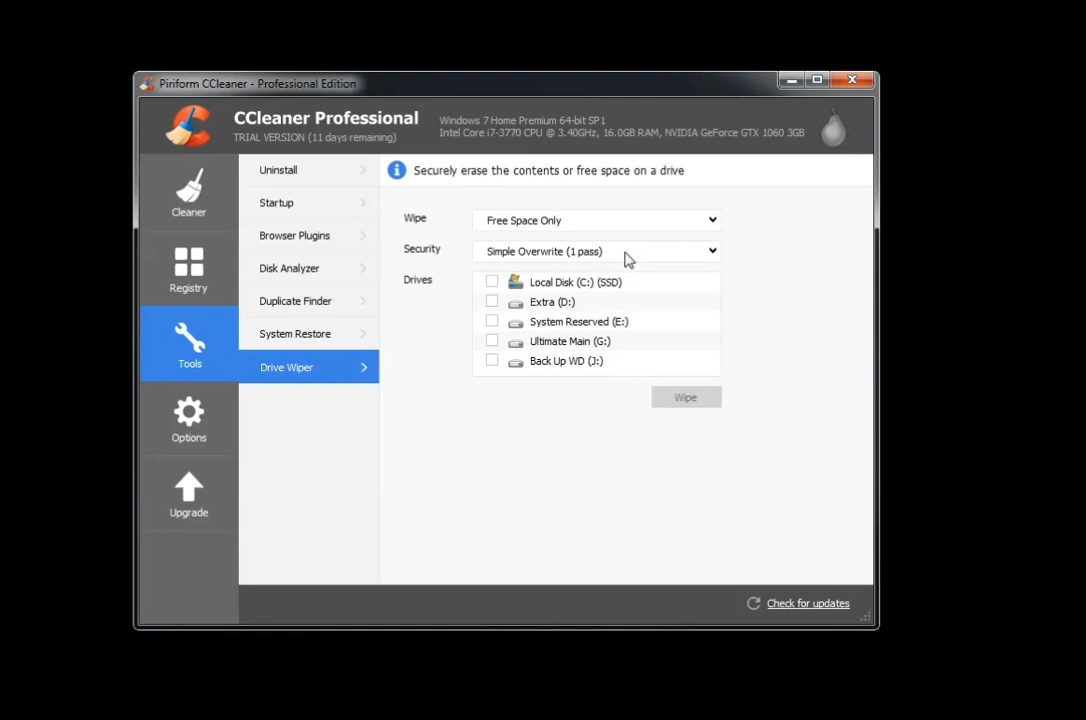 Piriform CCleaner - Professional Edition
CCleaner Professional
TRIAL VERSION (11 days remaining)
Windows 7 Home Premium 64-bit SP1
Intel Core i7-3770 CPU @ 3.40GHz, 16.0GB RAM, NVIDIA GeForce GTX 1060 3GB
Cleaner
Registry
Tools
Options
Upgrade
Uninstall
Startup
Browser Plugins
Disk Analyzer
Duplicate Finder
System Restore
Drive Wiper
Securely erase the contents or free space on a drive
Wipe
Free Space Only
Security
Simple Overwrite (1 pass)
Drives
Local Disk (C:) (SSD)
Extra (D:)
System Reserved (E:)
Ultimate Main (G:)
Back Up WD (J:)
Wipe
Check for updates